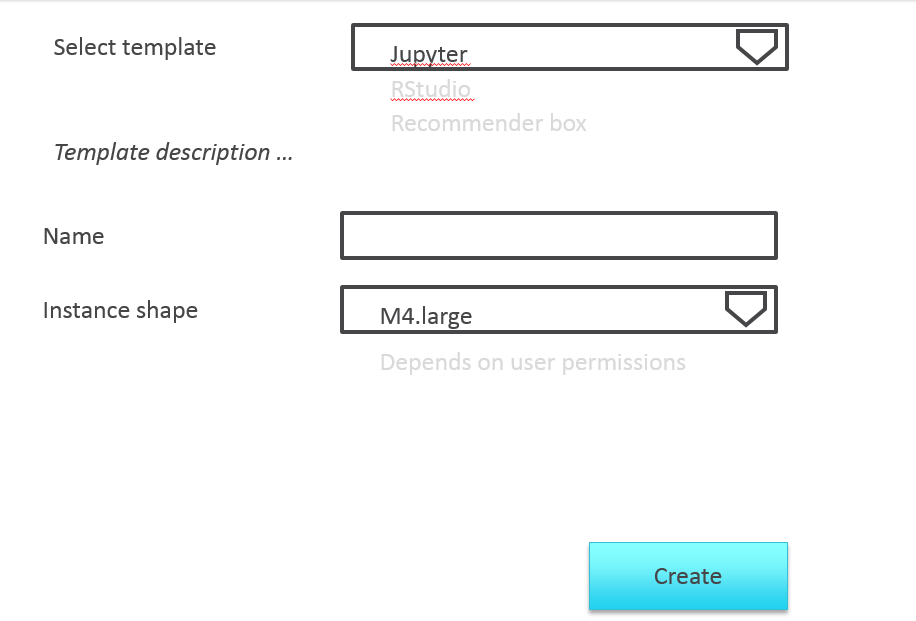 Select template
Jupyter
RStudio
Recommender box
Template description ...
Name
Instance shape
M4.large
Depends on user permissions
Create